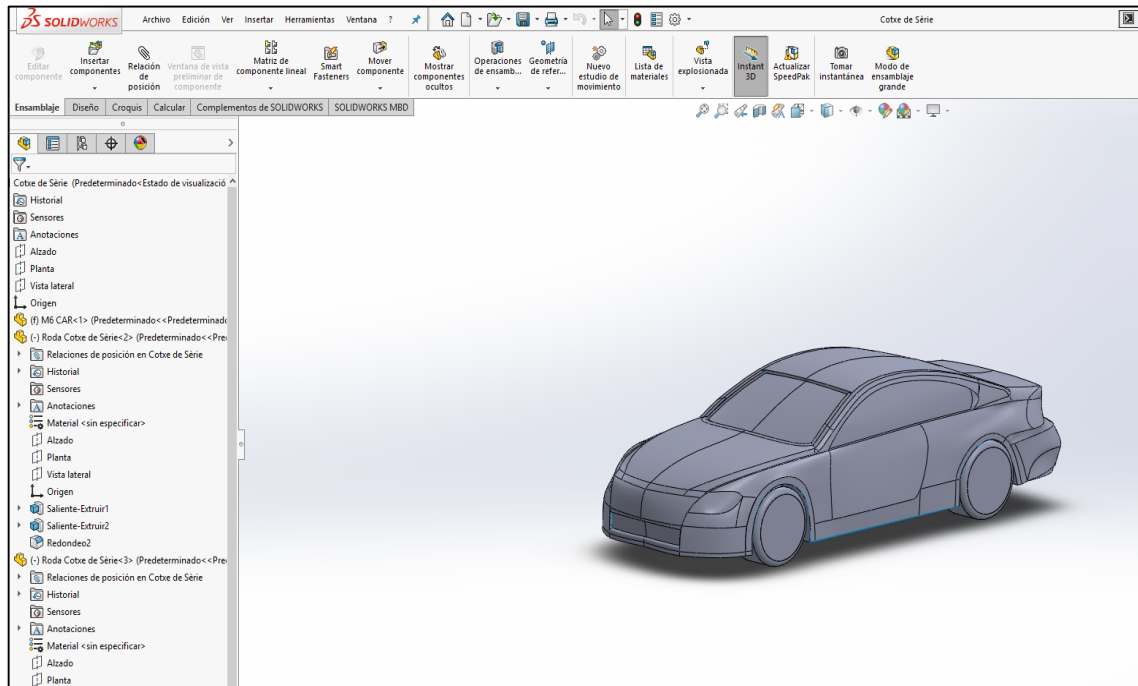 SOLIDWORKS
Archivo Edición Ver Insertar Herramientas Ventana ?
Cotxe de Sèrie
Editar componente
Insertar componentes
Relación de posición
Ventana de vista preliminar de componente
Matriz de componente lineal
Smart Fasteners
Mover componente
Mostrar componentes ocultos
Operaciones de ensamb...
Geometría de refer...
Nuevo estudio de movimiento
Lista de materiales
Vista explosionada
Instant 3D
Actualizar SpeedPak
Tomar instantánea
Modo de ensamblaje grande
Ensamblaje Diseño Croquis Calcular Complementos de SOLIDWORKS SOLIDWORKS MBD
Cotxe de Sèrie (Predeterminado<Estado de visualizació
Historial
Sensores
Anotaciones
Alzado
Planta
Vista lateral
Origen
(f) M6 CAR<1> (Predeterminado<<Predeterminado
(-) Roda Cotxe de Sèrie<2> (Predeterminado<<Pre
Relaciones de posición en Cotxe de Sèrie
Historial
Sensores
Anotaciones
Material <sin especificar>
Alzado
Planta
Vista lateral
Origen
Saliente-Extruir1
Saliente-Extruir2
Redondeo2
(-) Roda Cotxe de Sèrie<3> (Predeterminado<<Pre
Relaciones de posición en Cotxe de Sèrie
Historial
Sensores
Anotaciones
Material <sin especificar>
Alzado
Planta